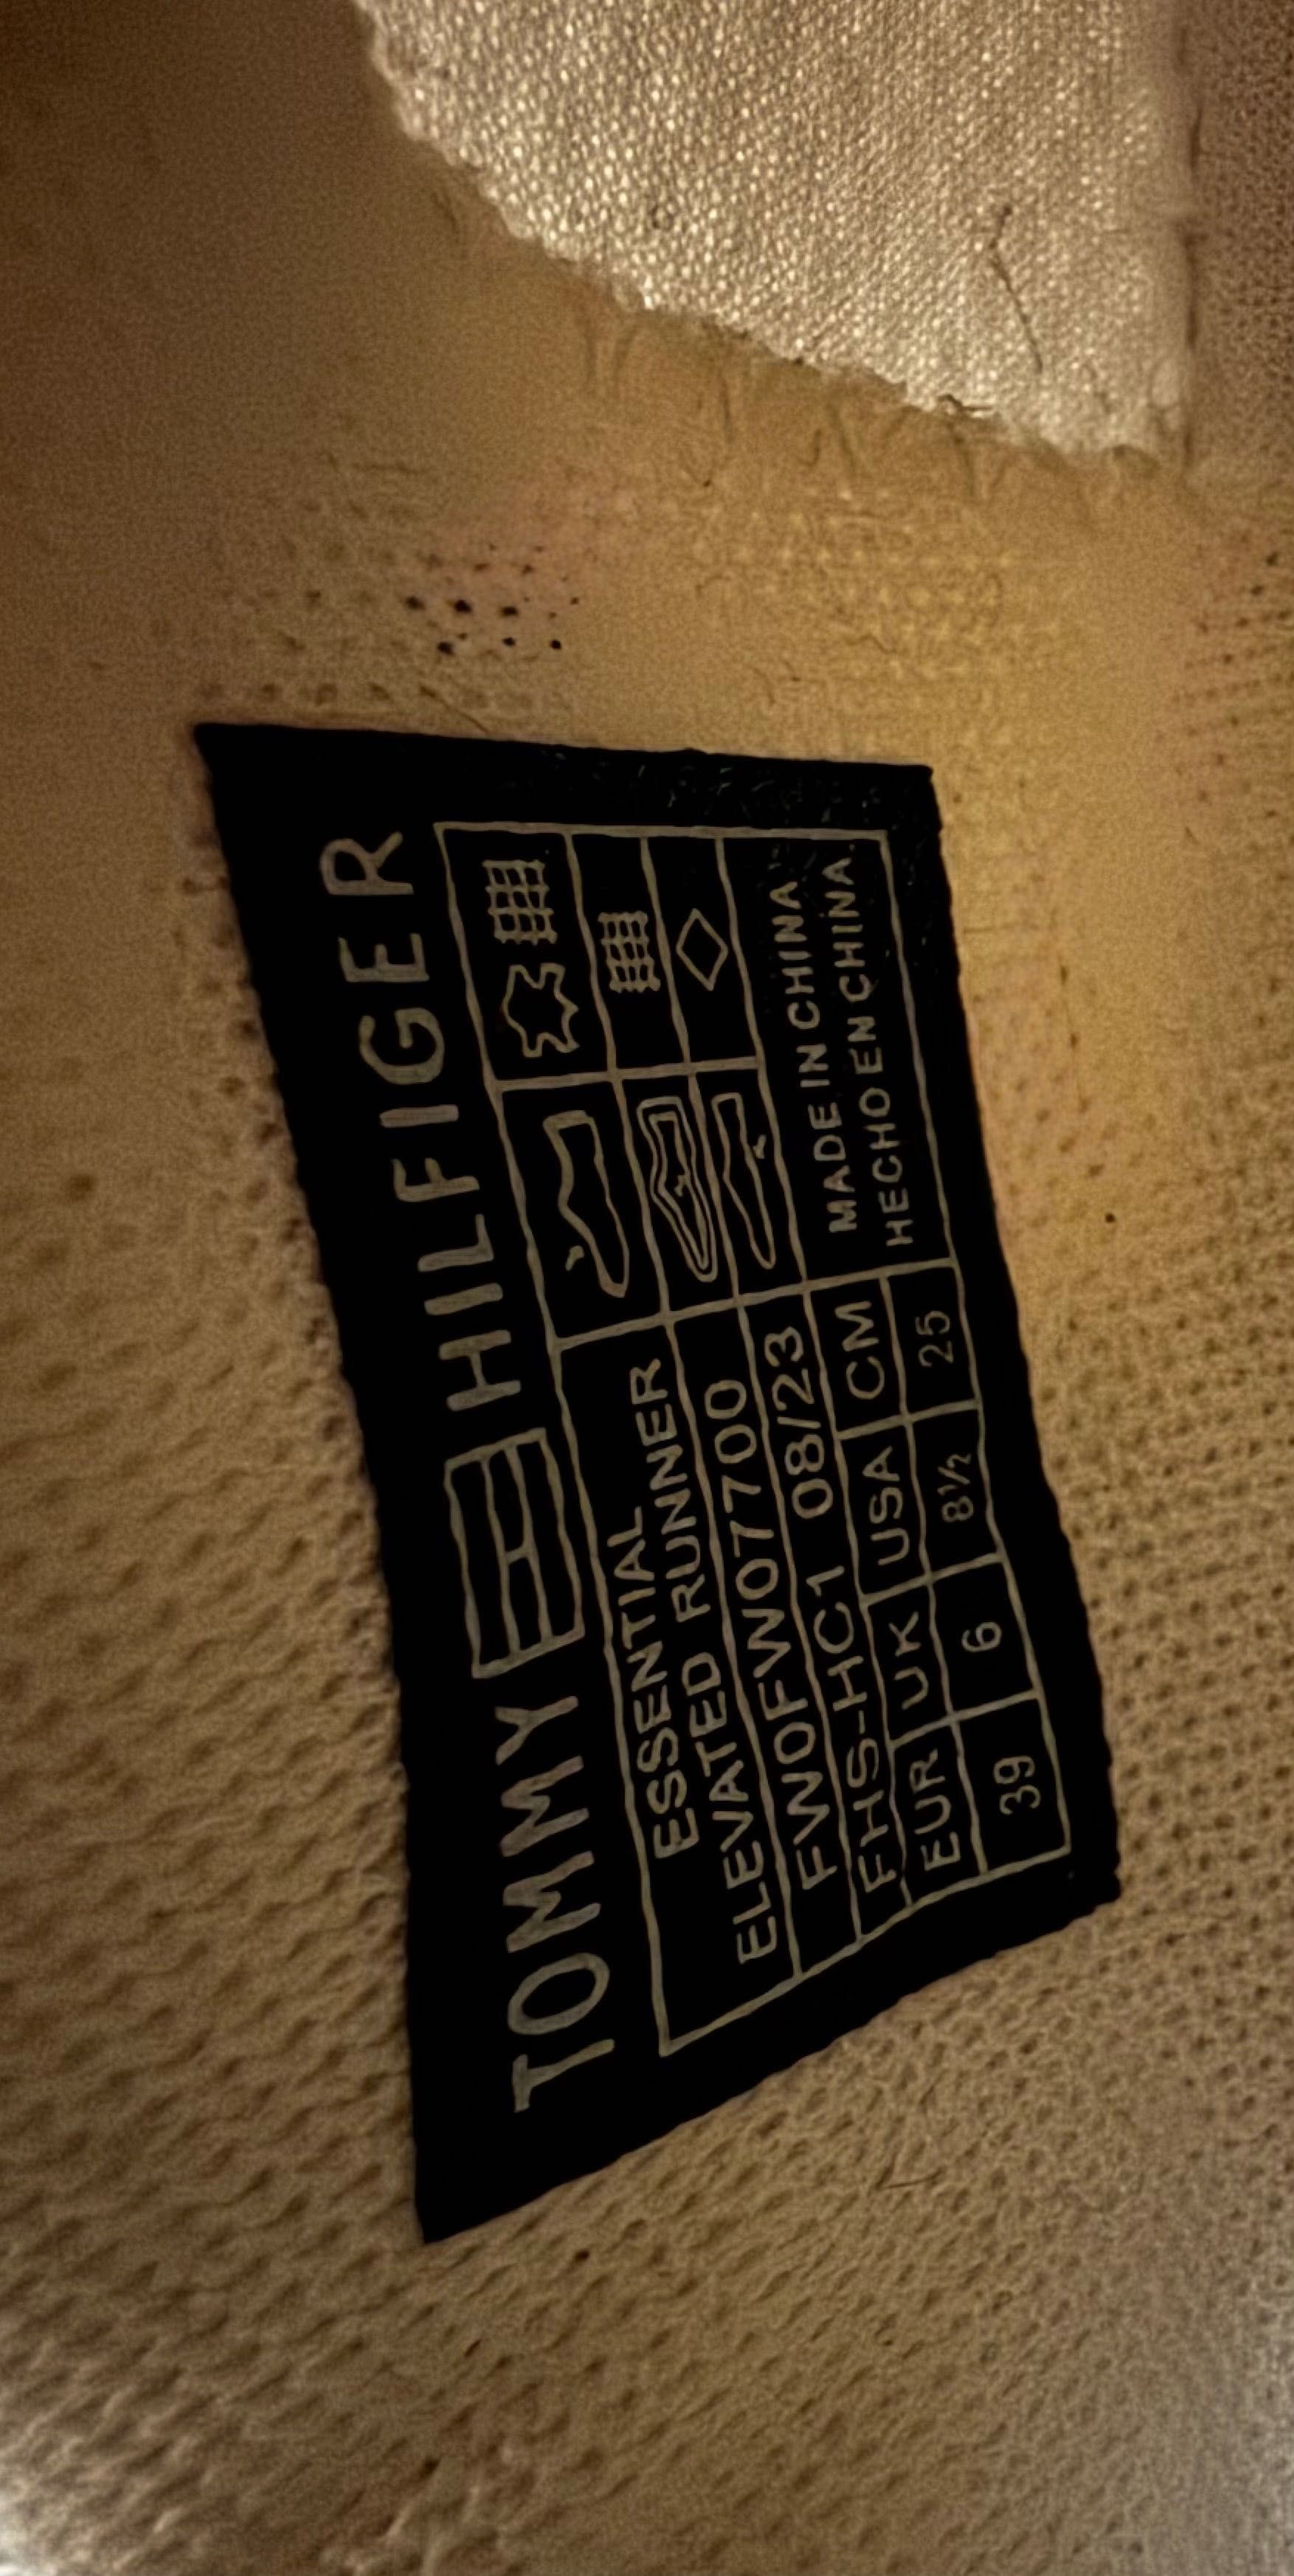 TOMMY HILFIGER
ESSENTIAL
ELEVATED RUNNER
FW0FW07700
FHS-HC1 08/23
EUR UK USA CM
39 6 8½ 25
MADE IN CHINA
HECHO EN CHINA